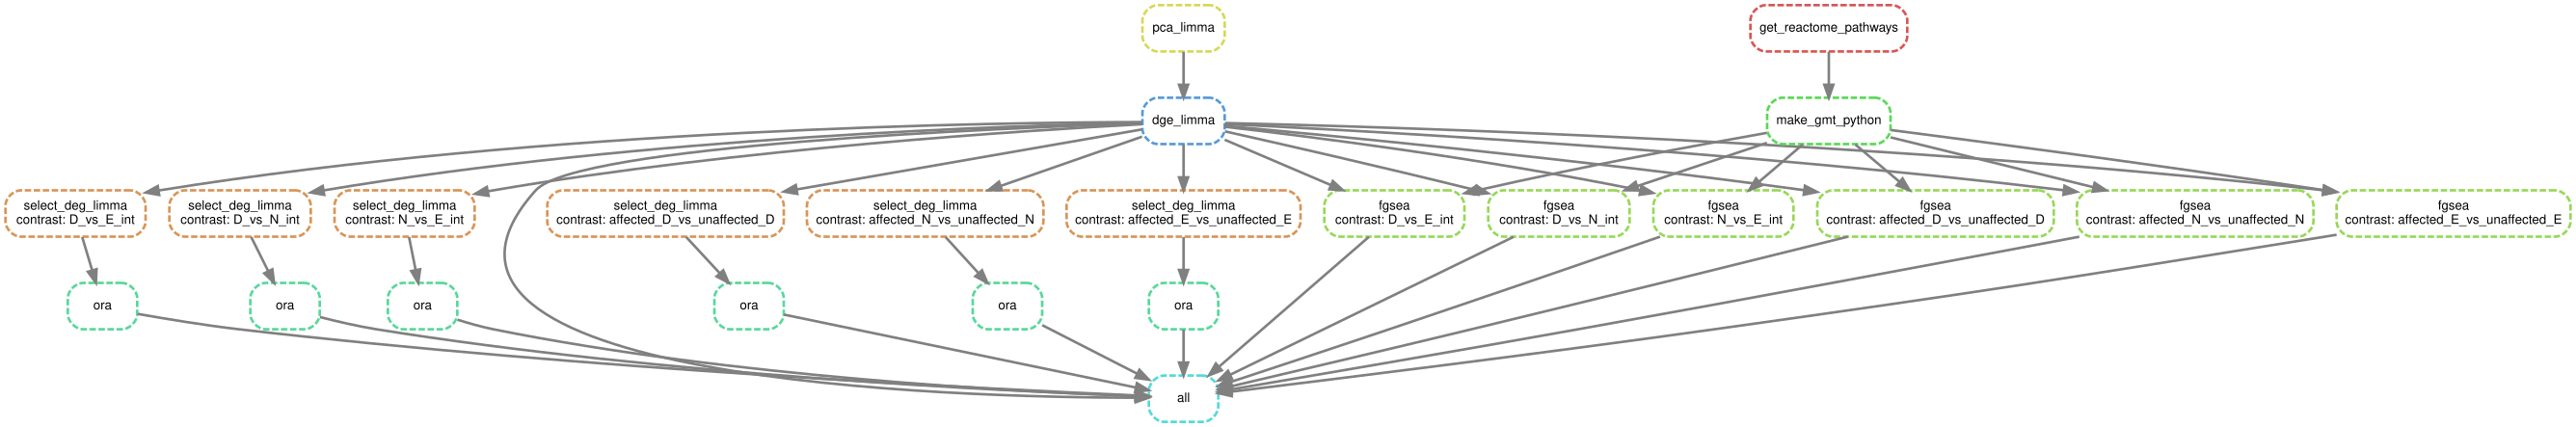 pca_limma
get_reactome_pathways
dge_limma
make_gmt_python
select_deg_limma
contrast: D_vs_E_int
select_deg_limma
contrast: D_vs_N_int
select_deg_limma
contrast: N_vs_E_int
select_deg_limma
contrast: affected_D_vs_unaffected_D
select_deg_limma
contrast: affected_N_vs_unaffected_N
select_deg_limma
contrast: affected_E_vs_unaffected_E
fgsea
contrast: D_vs_E_int
fgsea
contrast: D_vs_N_int
fgsea
contrast: N_vs_E_int
fgsea
contrast: affected_D_vs_unaffected_D
fgsea
contrast: affected_N_vs_unaffected_N
fgsea
contrast: affected_E_vs_unaffected_E
ora
ora
ora
ora
ora
ora
all